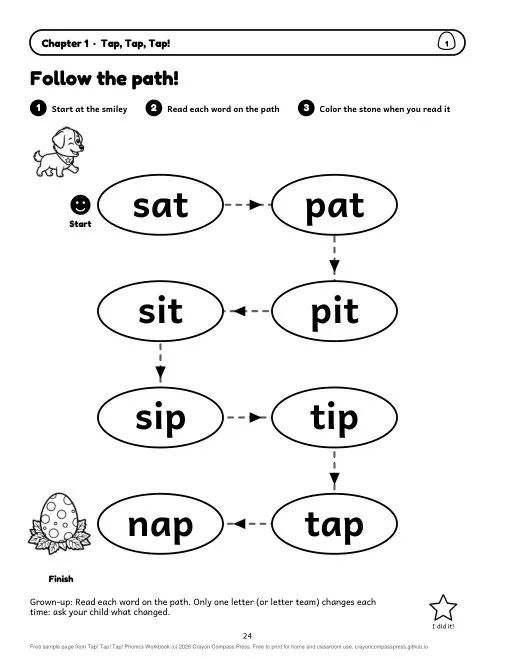 Chapter 1 · Tap, Tap, Tap!
1
Follow the path!
1 Start at the smiley 2 Read each word on the path 3 Color the stone when you read it
sat pat
Start
sit pit
sip tip
nap tap
Finish
Grown-up: Read each word on the path. Only one letter (or letter team) changes each
time: ask your child what changed.
I did it!
24
Free sample page from Tap! Tap! Tap! Phonics Workbook (c) 2026 Crayon Compass Press. Free to print for home and classroom use. crayoncompasspress.github.io